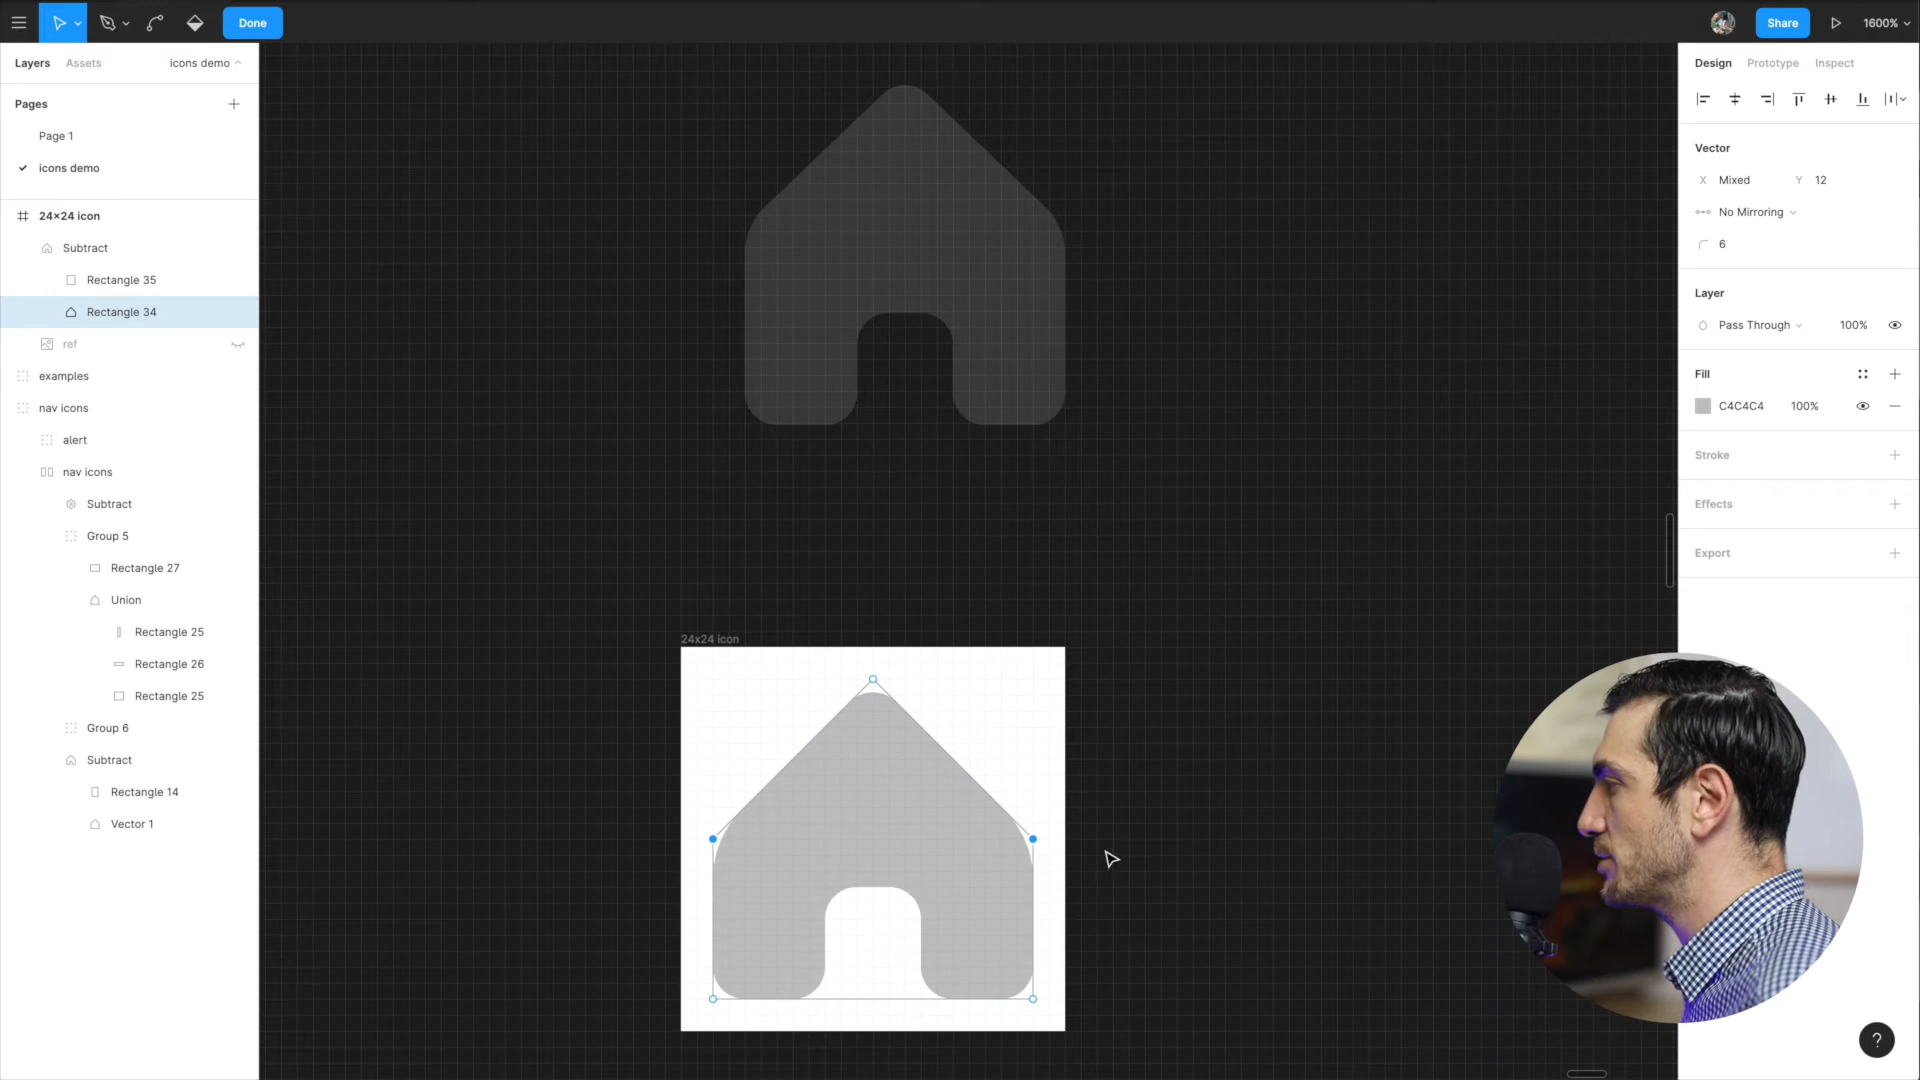 Done
Share
1600%
Layers
Assets
icons demo
Pages
Page 1
icons demo
24×24 icon
Subtract
Rectangle 35
Rectangle 34
ref
examples
nav icons
alert
nav icons
Subtract
Group 5
Rectangle 27
Union
Rectangle 25
Rectangle 26
Rectangle 25
Group 6
Subtract
Rectangle 14
Vector 1
24x24 icon
Design
Prototype
Inspect
Vector
X Mixed Y 12
No Mirroring
6
Layer
Pass Through 100%
Fill
C4C4C4 100%
Stroke
Effects
Export
?